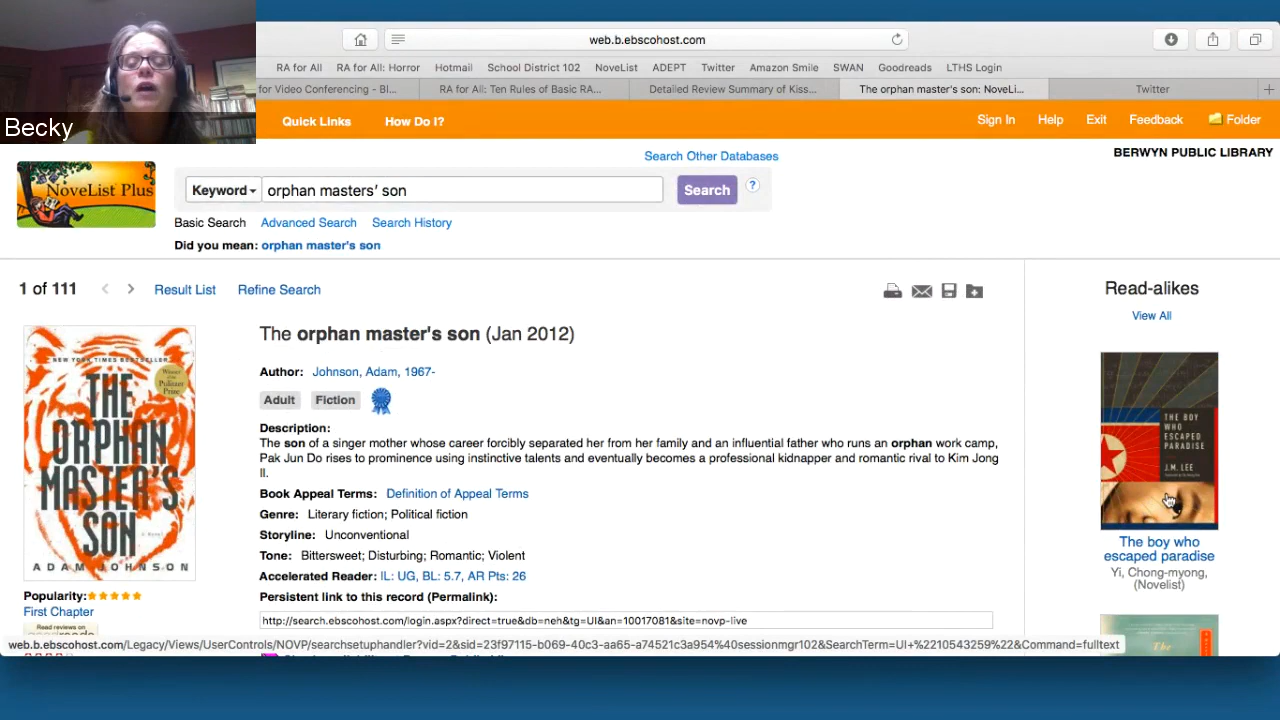 Becky
web.b.ebscohost.com
RA for All RA for All: Horror Hotmail School District 102 NoveList ADEPT Twitter Amazon Smile SWAN Goodreads LTHS Login
for Video Conferencing - Bl... RA for All: Ten Rules of Basic RA... Detailed Review Summary of Kiss... The orphan master's son: NoveLi... Twitter
Quick Links How Do I? Sign In Help Exit Feedback Folder
BERWYN PUBLIC LIBRARY
Search Other Databases
NoveList Plus
Keyword orphan masters' son Search ?
Basic Search Advanced Search Search History
Did you mean: orphan master's son
1 of 111 Result List Refine Search
Read-alikes
View All
The orphan master's son (Jan 2012)
NEW YORK TIMES BESTSELLER
Winner of the Pulitzer Prize
THE ORPHAN MASTER'S SON
a Novel
ADAM JOHNSON
Author: Johnson, Adam, 1967-
Adult Fiction
Description:
The son of a singer mother whose career forcibly separated her from her family and an influential father who runs an orphan work camp,
Pak Jun Do rises to prominence using instinctive talents and eventually becomes a professional kidnapper and romantic rival to Kim Jong
Il.
Book Appeal Terms: Definition of Appeal Terms
Genre: Literary fiction; Political fiction
Storyline: Unconventional
Tone: Bittersweet; Disturbing; Romantic; Violent
Accelerated Reader: IL: UG, BL: 5.7, AR Pts: 26
Persistent link to this record (Permalink):
http://search.ebscohost.com/login.aspx?direct=true&db=neh&tg=UI&an=10017081&site=novp-live
Popularity:
First Chapter
Read reviews on
THE BOY
WHO
ESCAPED
PARADISE
J.M. LEE
The boy who
escaped paradise
Yi, Chong-myong,
(Novelist)
The
web.b.ebscohost.com/Legacy/Views/UserControls/NOVP/searchsetuphandler?vid=2&sid=23f97115-b069-40c3-aa65-a74521c3a954%40sessionmgr102&SearchTerm=UI+%2210543259%22&Command=fulltext